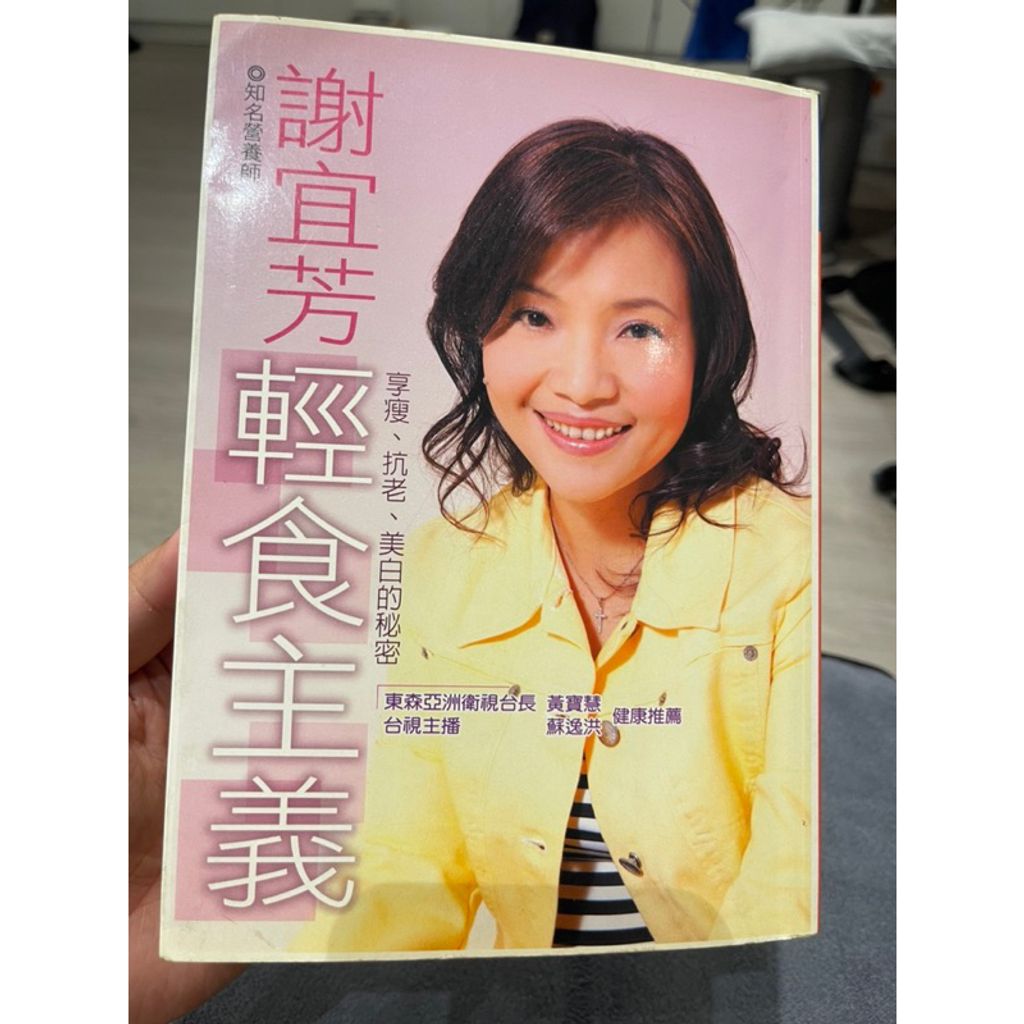 ◎知名營養師
謝宜芳
輕食主義
享瘦、抗老、美白的秘密
東森亞洲衛視台長 黃寶慧
台視主播 蘇逸洪
健康推薦